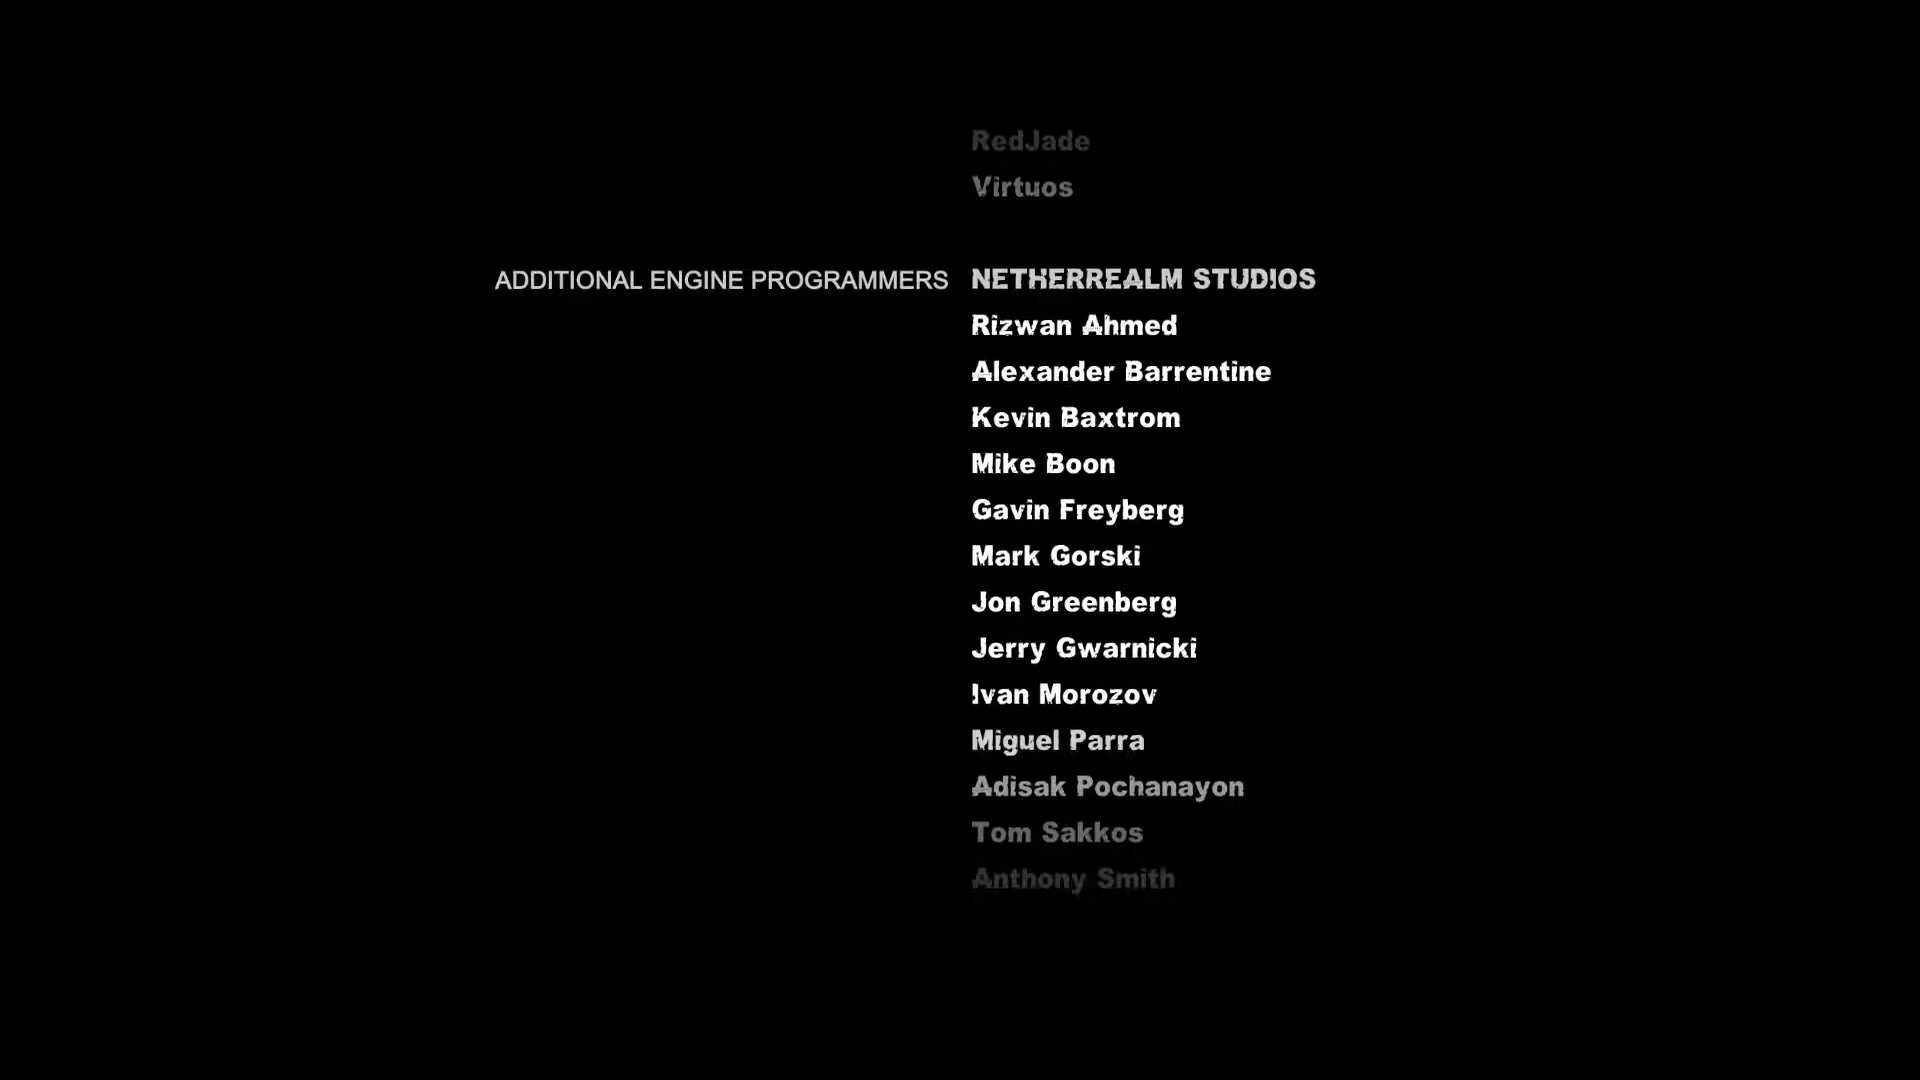 RedJade
Virtuos
ADDITIONAL ENGINE PROGRAMMERS NETHERREALM STUDIOS
Rizwan Ahmed
Alexander Barrentine
Kevin Baxtrom
Mike Boon
Gavin Freyberg
Mark Gorski
Jon Greenberg
Jerry Gwarnicki
Ivan Morozov
Miguel Parra
Adisak Pochanayon
Tom Sakkos
Anthony Smith